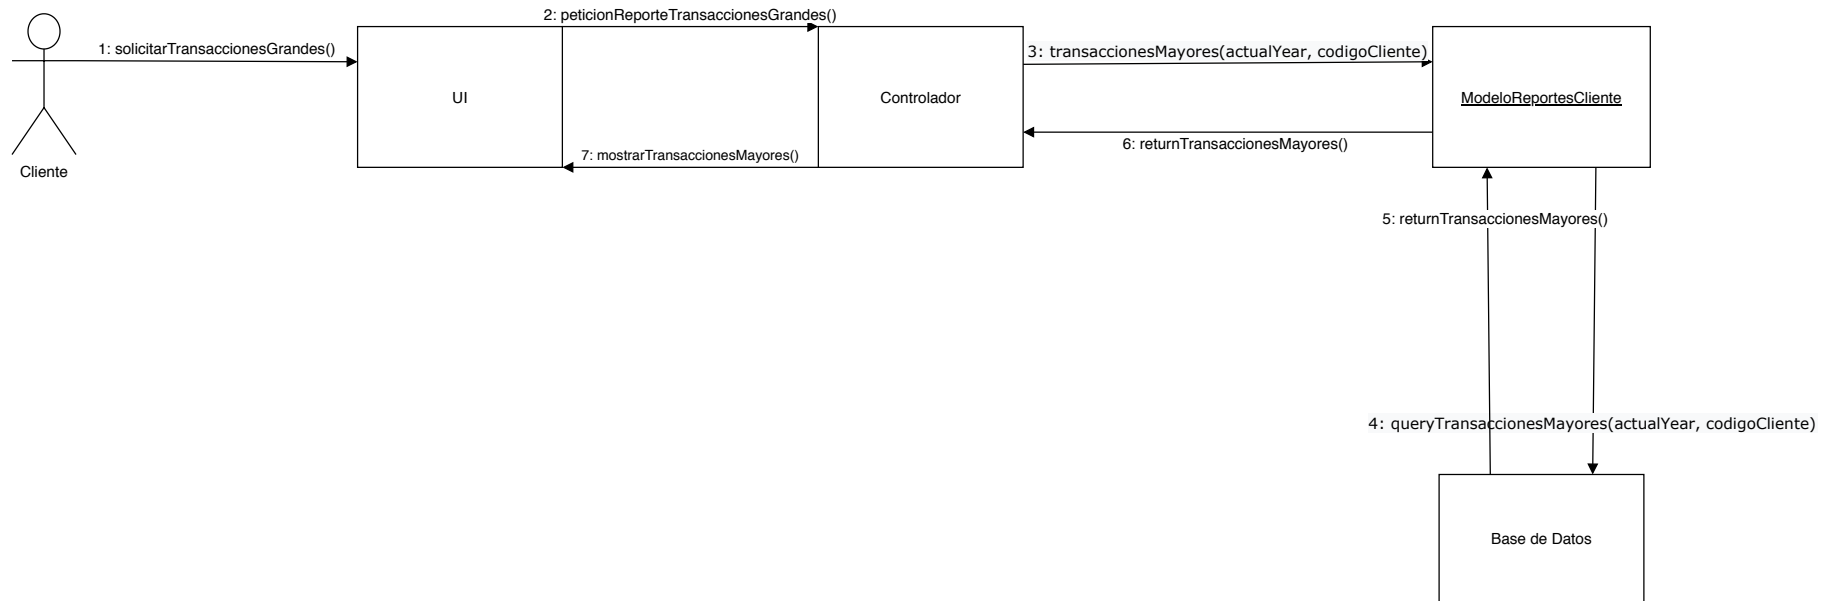 2: peticionReporteTransaccionesGrandes()
1: solicitarTransaccionesGrandes()
3: transaccionesMayores(actualYear, codigoCliente)
UI
Controlador
ModeloReportesCliente
6: returnTransaccionesMayores()
7: mostrarTransaccionesMayores()
Cliente
5: returnTransaccionesMayores()
4: queryTransaccionesMayores(actualYear, codigoCliente)
Base de Datos